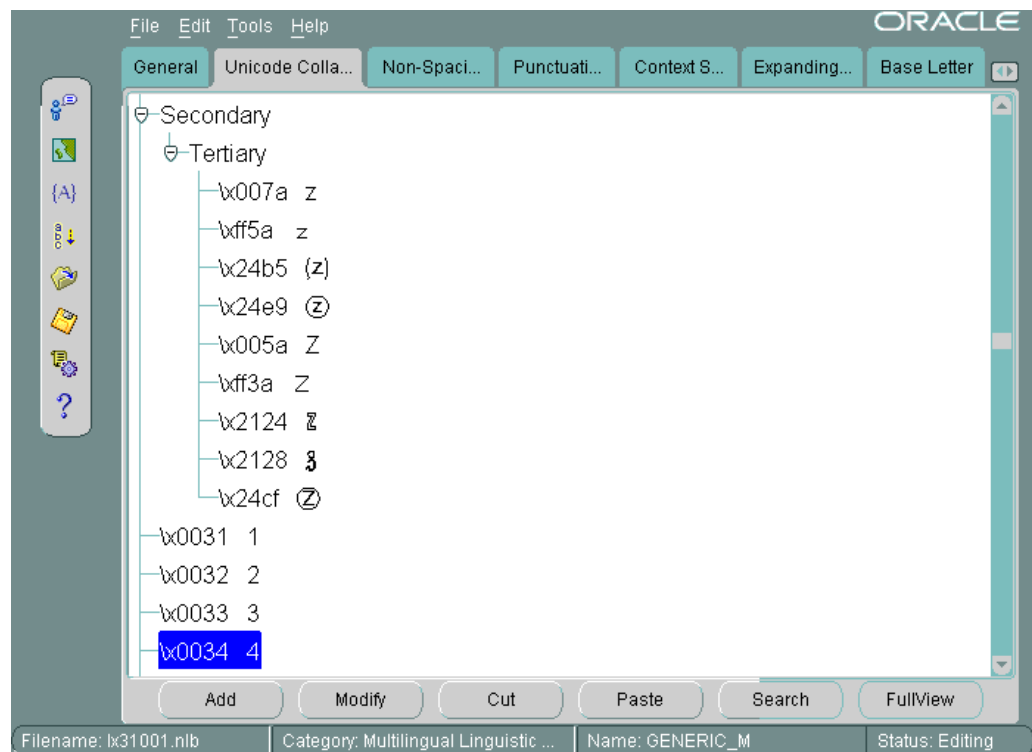 File Edit Tools Help ORACLE
General Unicode Colla... Non-Spaci... Punctuati... Context S... Expanding... Base Letter
Secondary
Tertiary
\x007a z
\xff5a z
\x24b5 (z)
\x24e9 ⓩ
\x005a Z
\xff3a Z
\x2124 ℤ
\x2128 ℨ
\x24cf Ⓩ
\x0031 1
\x0032 2
\x0033 3
\x0034 4
{A}
a
b
c
?
Add Modify Cut Paste Search FullView
Filename: lx31001.nlb Category: Multilingual Linguistic ... Name: GENERIC_M Status: Editing